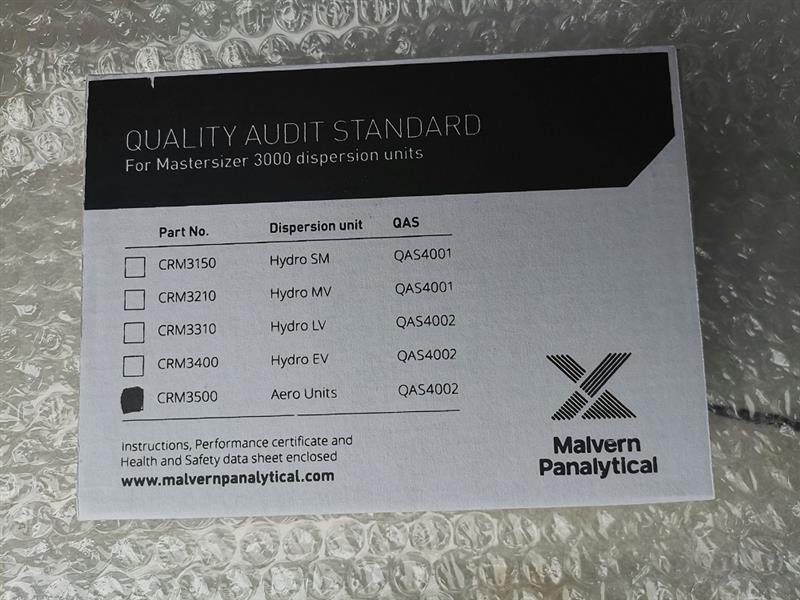 QUALITY AUDIT STANDARD
For Mastersizer 3000 dispersion units
Part No. Dispersion unit QAS
CRM3150 Hydro SM QAS4001
CRM3210 Hydro MV QAS4001
CRM3310 Hydro LV QAS4002
CRM3400 Hydro EV QAS4002
CRM3500 Aero Units QAS4002
Instructions, Performance certificate and
Health and Safety data sheet enclosed
www.malvernpanalytical.com
Malvern
Panalytical